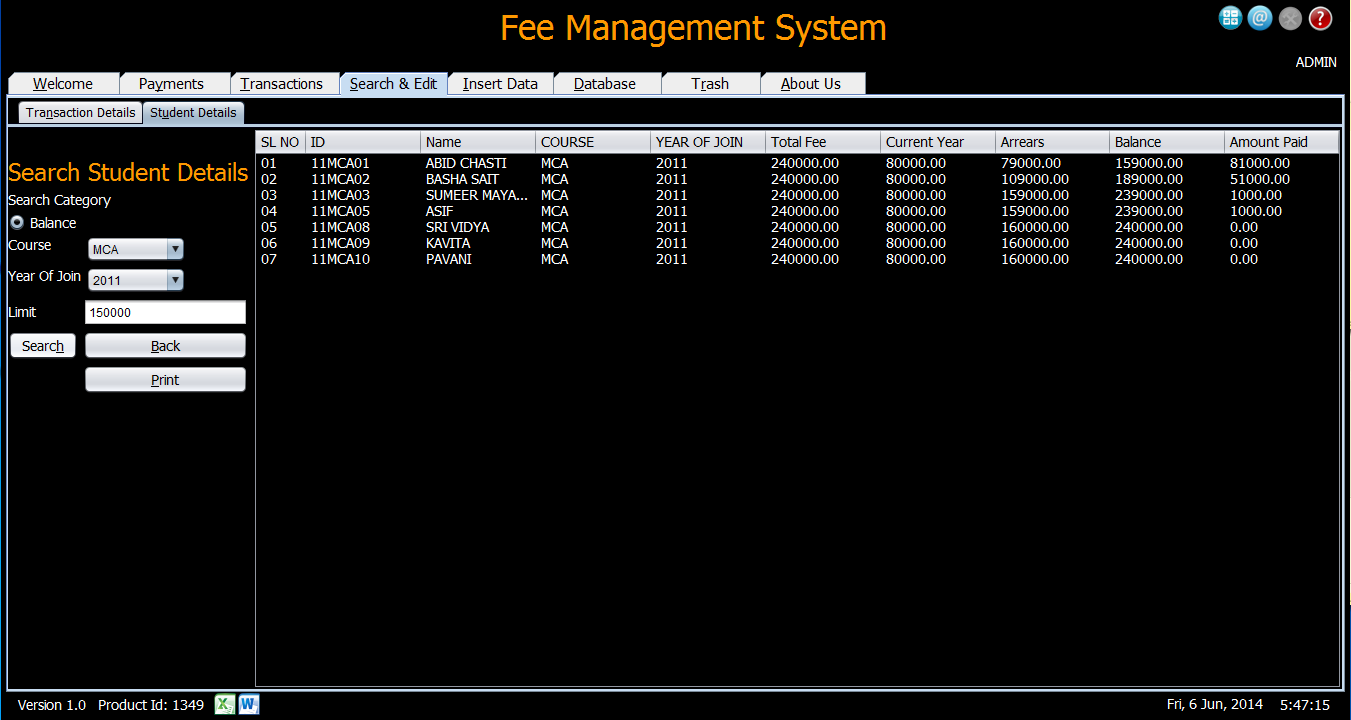 Fee Management System
ADMIN
Welcome Payments Transactions Search & Edit Insert Data Database Trash About Us
Transaction Details Student Details
Search Student Details
Search Category
Balance
Course MCA
Year Of Join 2011
Limit 150000
Search Back
Print
SL NO ID Name COURSE YEAR OF JOIN Total Fee Current Year Arrears Balance Amount Paid
01 11MCA01 ABID CHASTI MCA 2011 240000.00 80000.00 79000.00 159000.00 81000.00
02 11MCA02 BASHA SAIT MCA 2011 240000.00 80000.00 109000.00 189000.00 51000.00
03 11MCA03 SUMEER MAYA... MCA 2011 240000.00 80000.00 159000.00 239000.00 1000.00
04 11MCA05 ASIF MCA 2011 240000.00 80000.00 159000.00 239000.00 1000.00
05 11MCA08 SRI VIDYA MCA 2011 240000.00 80000.00 160000.00 240000.00 0.00
06 11MCA09 KAVITA MCA 2011 240000.00 80000.00 160000.00 240000.00 0.00
07 11MCA10 PAVANI MCA 2011 240000.00 80000.00 160000.00 240000.00 0.00
Version 1.0 Product Id: 1349 Fri, 6 Jun, 2014 5:47:15